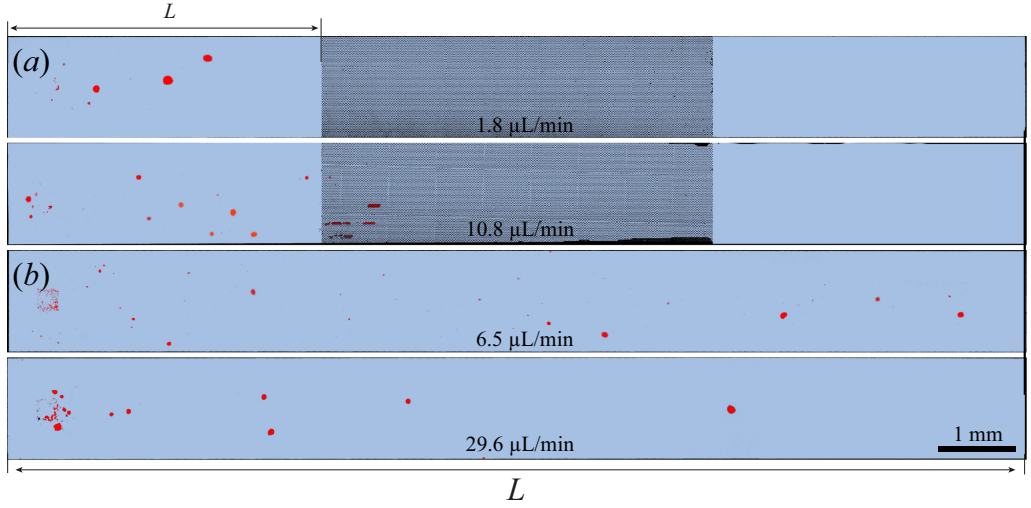 L
(a)
1.8 µL/min
10.8 µL/min
(b)
6.5 µL/min
29.6 µL/min
1 mm
L